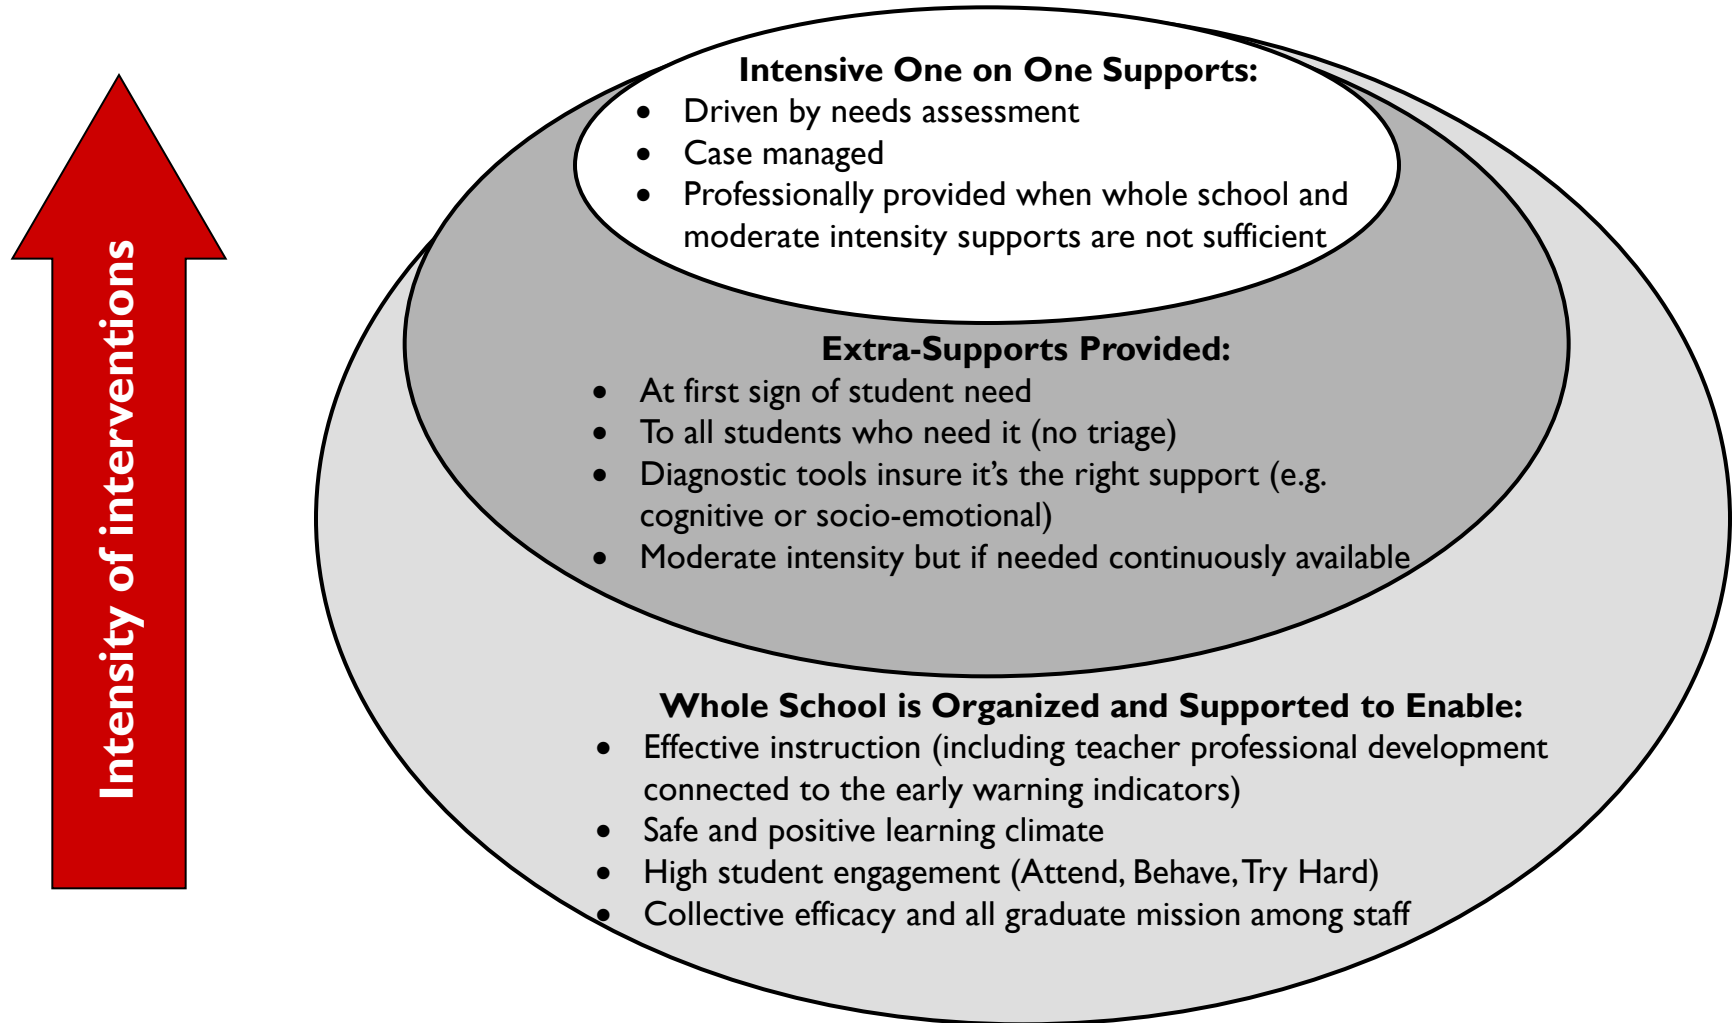 Intensity of interventions
Intensive One on One Supports:
• Driven by needs assessment
• Case managed
• Professionally provided when whole school and
moderate intensity supports are not sufficient
Extra-Supports Provided:
• At first sign of student need
• To all students who need it (no triage)
• Diagnostic tools insure it’s the right support (e.g.
cognitive or socio-emotional)
• Moderate intensity but if needed continuously available
Whole School is Organized and Supported to Enable:
• Effective instruction (including teacher professional development
connected to the early warning indicators)
• Safe and positive learning climate
• High student engagement (Attend, Behave, Try Hard)
• Collective efficacy and all graduate mission among staff